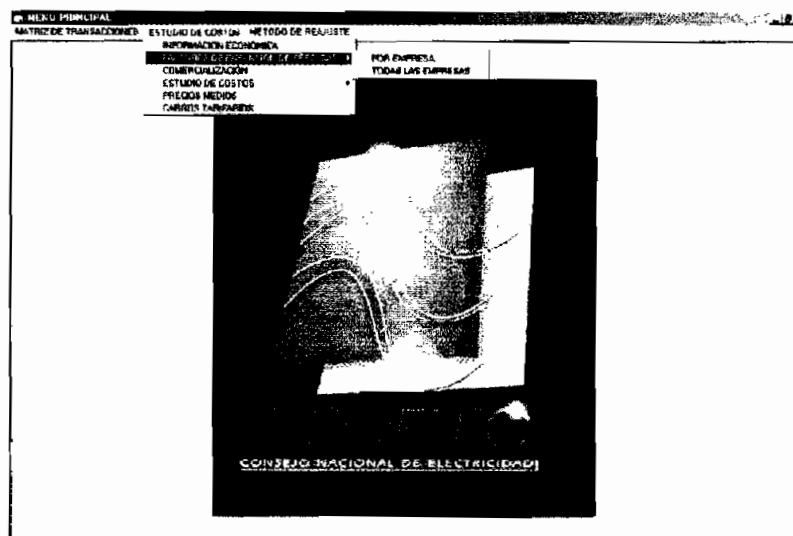 MENU PRINCIPAL
MATRIZ DE TRANSACCIONES ESTUDIO DE COSTOS METODO DE REAJUSTE
INFORMACIÓN ECONÓMICA
POR EMPRESA
COMERCIALIZACIÓN
TODAS LAS EMPRESAS
ESTUDIO DE COSTOS
PRECIOS MEDIOS
CARGOS TARIFARIOS
CONSEJO NACIONAL DE ELECTRICIDAD